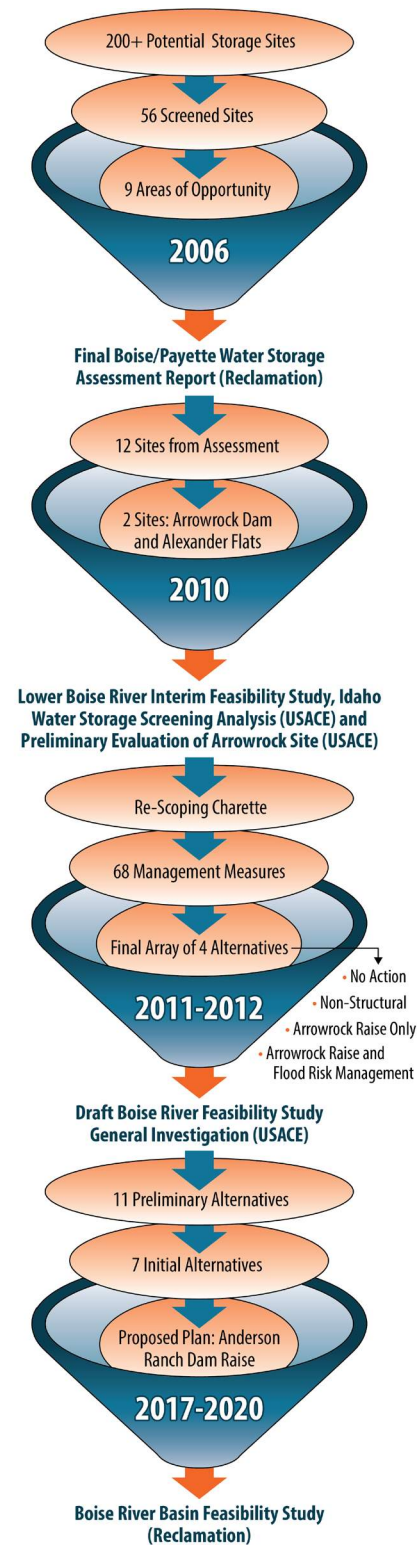 200+ Potential Storage Sites
56 Screened Sites
9 Areas of Opportunity
2006
Final Boise/Payette Water Storage
Assessment Report (Reclamation)
12 Sites from Assessment
2 Sites: Arrowrock Dam
and Alexander Flats
2010
Lower Boise River Interim Feasibility Study, Idaho
Water Storage Screening Analysis (USACE) and
Preliminary Evaluation of Arrowrock Site (USACE)
Re-Scoping Charette
68 Management Measures
Final Array of 4 Alternatives
• No Action
• Non-Structural
• Arrowrock Raise Only
• Arrowrock Raise and
Flood Risk Management
2011-2012
Draft Boise River Feasibility Study
General Investigation (USACE)
11 Preliminary Alternatives
7 Initial Alternatives
Proposed Plan: Anderson
Ranch Dam Raise
2017-2020
Boise River Basin Feasibility Study
(Reclamation)